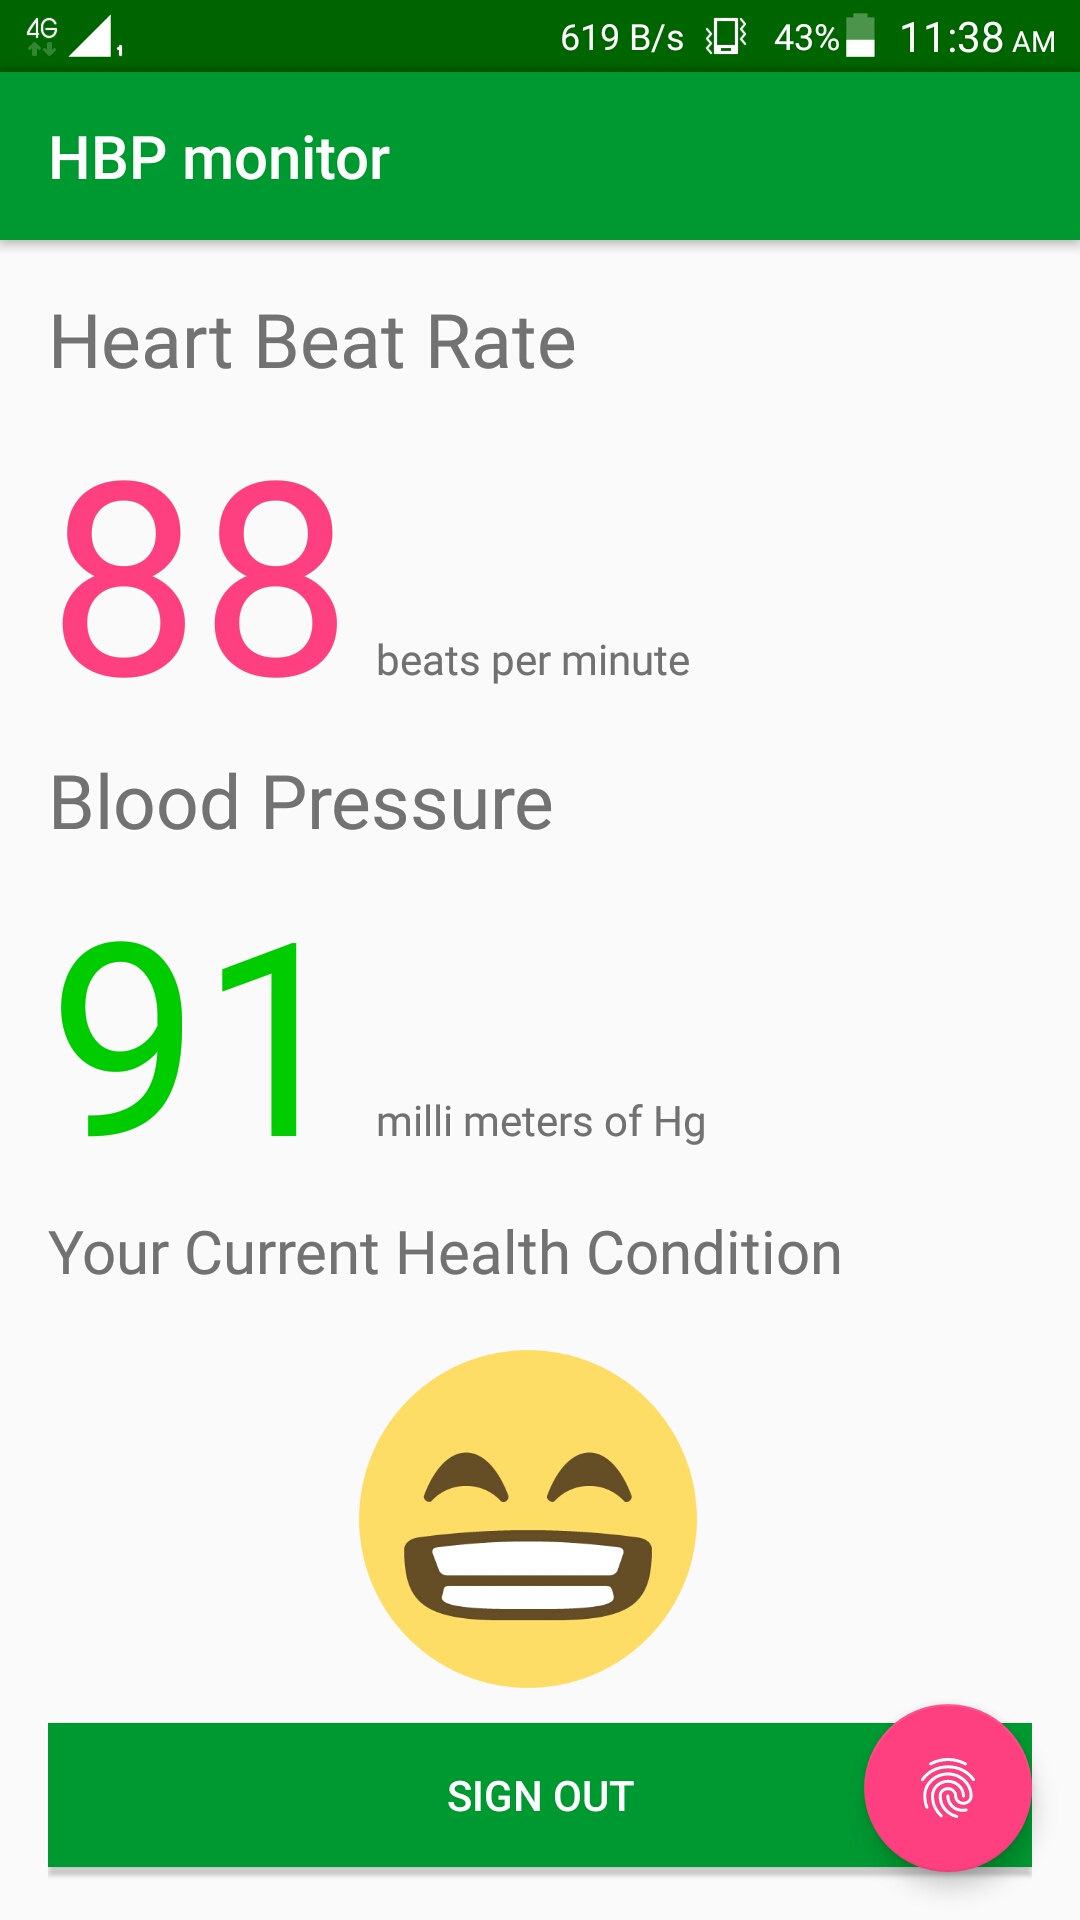 4G 1 619 B/s 43% 11:38 AM
HBP monitor
Heart Beat Rate
88 beats per minute
Blood Pressure
91 milli meters of Hg
Your Current Health Condition
SIGN OUT